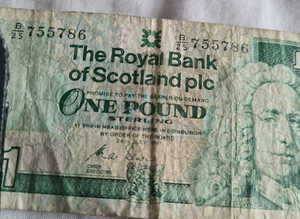 B/25 755786 B/25 755786
The Royal Bank
of Scotland plc
PROMISE TO PAY THE BEARER ON DEMAND
ONE POUND
STERLING
AT THEIR HEAD OFFICE HERE IN EDINBURGH
BY ORDER OF THE BOARD
1